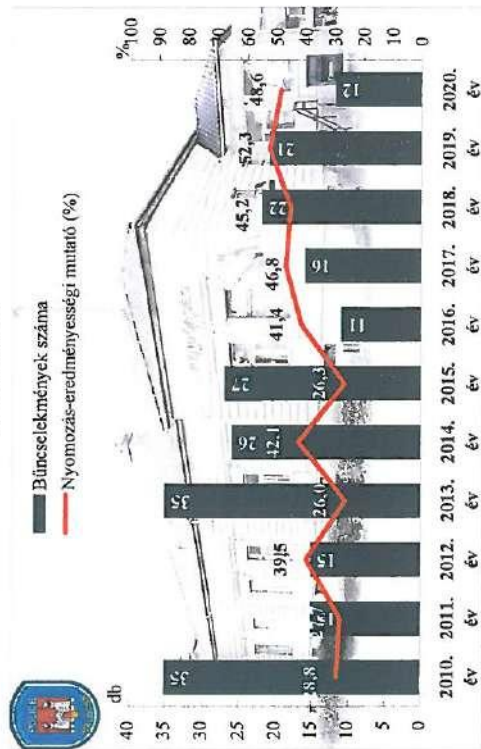 Bűncselekmények száma
Nyomozás-eredményességi mutató (%)
db
%
40
35
30
25
20
15
10
5
0
100
90
80
70
60
50
40
30
20
10
0
35
15
35
26
27
11
16
22
21
12
28,8
39,5
26,0
42,1
26,3
41,4
46,8
45,2
52,3
48,6
2010. év
2011. év
2012. év
2013. év
2014. év
2015. év
2016. év
2017. év
2018. év
2019. év
2020. év